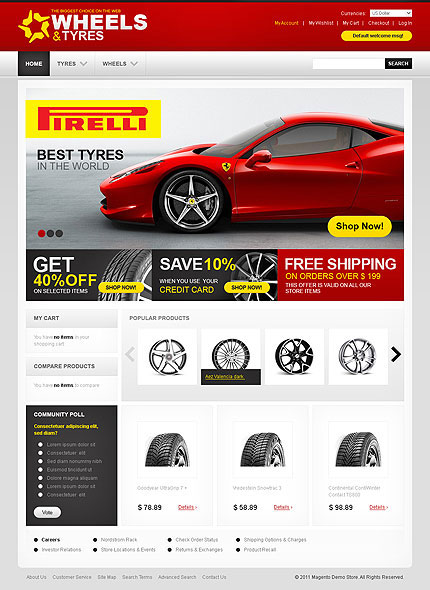 THE BIGGEST CHOICE ON THE WEB
WHEELS
& TYRES
Currencies: US Dollar
My Account | My Wishlist | My Cart | Checkout | Log In
Default welcome msg!
HOME TYRES WHEELS SEARCH
PIRELLI
BEST TYRES
IN THE WORLD
Shop Now!
GET
40%OFF
ON SELECTED ITEMS
SHOP NOW!
SAVE10%
WHEN YOU USE YOUR
CREDIT CARD
SHOP NOW!
FREE SHIPPING
ON ORDERS OVER $ 199
THIS OFFER IS VALID ON ALL OUR
STORE ITEMS
MY CART
You have no items in your
shopping cart
COMPARE PRODUCTS
You have no items to compare
POPULAR PRODUCTS
Aez Valencia dark
COMMUNITY POLL
Consectetuer adipiscing elit,
sed diam?
Lorem ipsum dolor sit
Consectetuer elit
Sed diam nonummy nibh
Euismod tincidunt ut
Dolore magna aliquam
Lorem ipsum dolor sit
Consectetuer elit
Vote
Goodyear UltraGrip 7+
$ 78.89 Details
Matestein Snowtrac 3
$ 58.89 Details
Continental ContiWinter
Contact TS800
$ 98.89 Details
Careers Nordstrom Rack Check Order Status Shipping Options & Charges
Investor Relations Store Locations & Events Returns & Exchanges Product Recall
About Us Customer Service Site Map Search Terms Advanced Search Contact Us
© 2011 Magento Demo Store. All Rights Reserved.